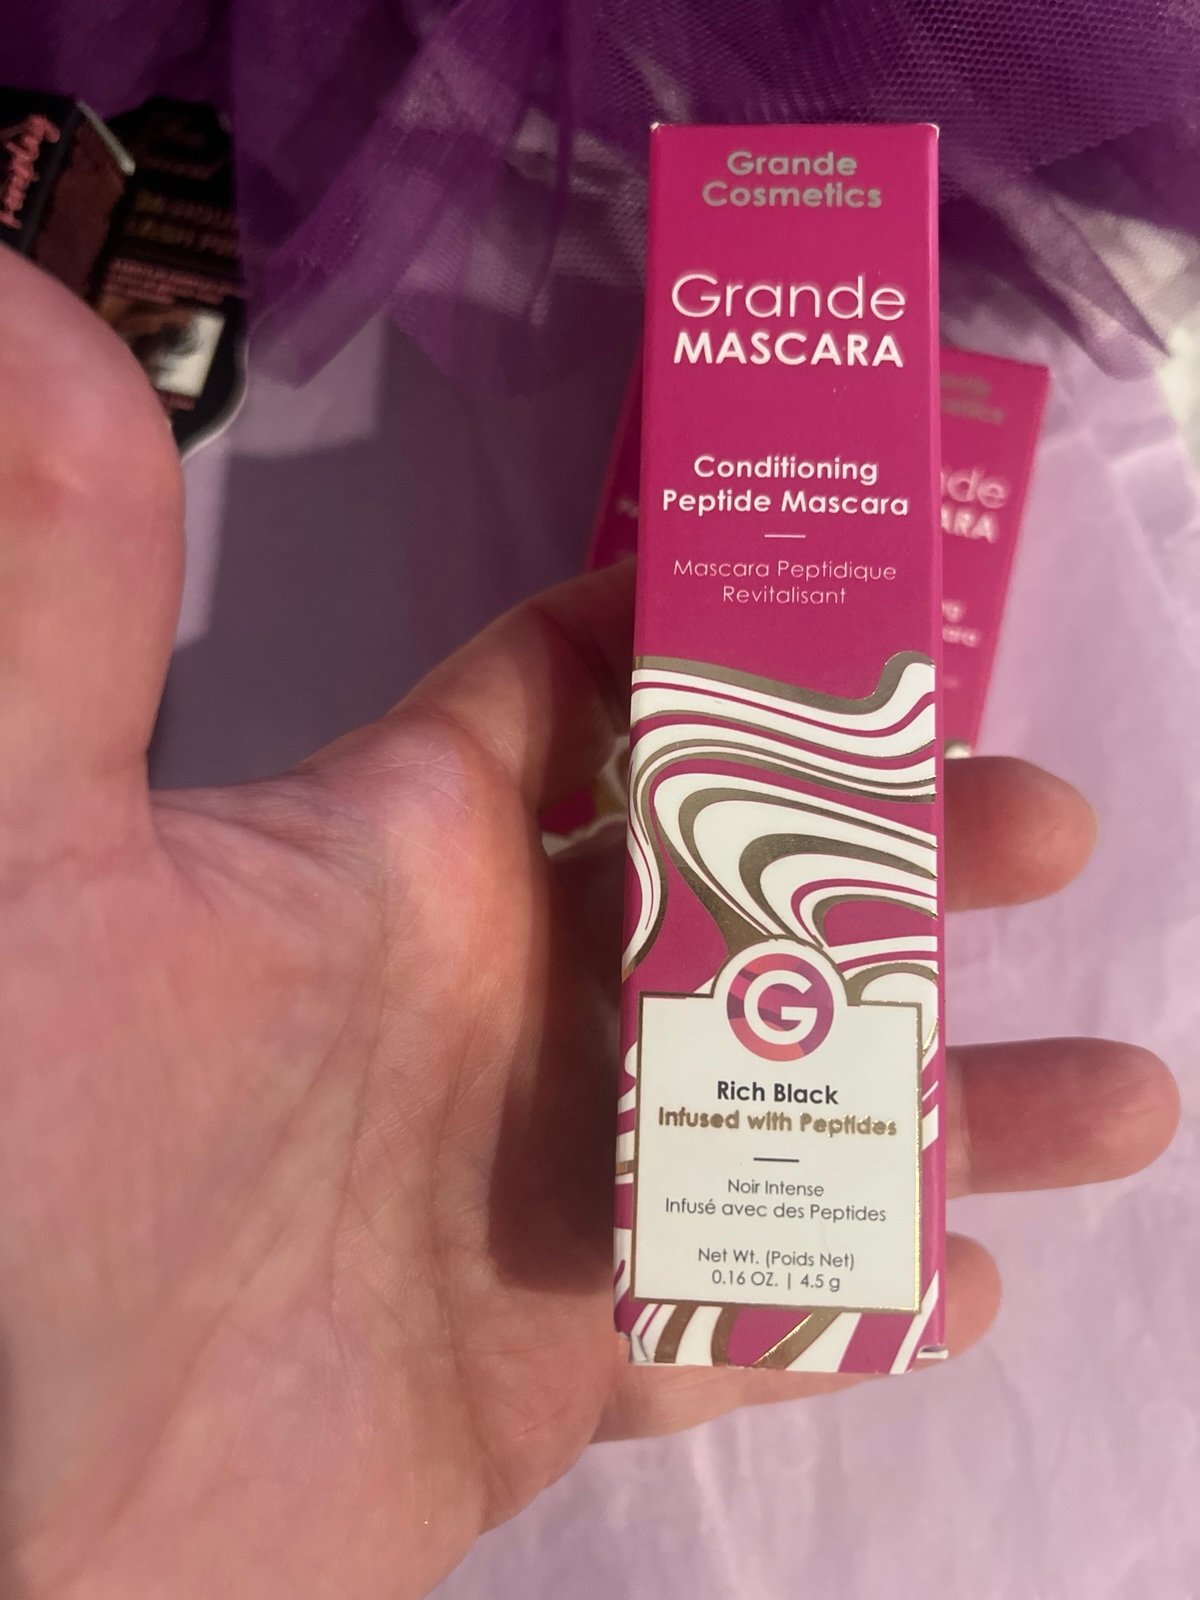 Grande
Cosmetics
Grande
MASCARA
Conditioning
Peptide Mascara
Mascara Peptidique
Revitalisant
G
Rich Black
Infused with Peptides
Noir Intense
Infusé avec des Peptides
Net Wt. (Poids Net)
0.16 OZ. | 4.5 g